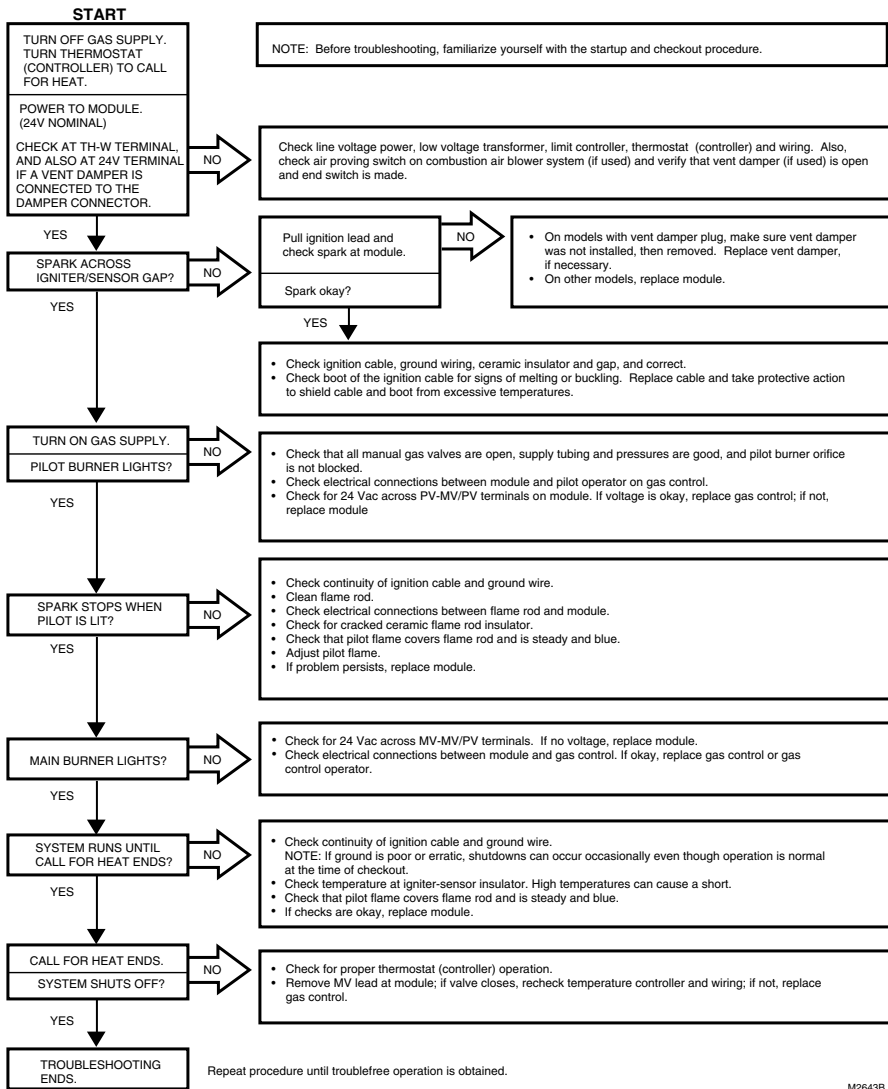 START
TURN OFF GAS SUPPLY.
TURN THERMOSTAT
(CONTROLLER) TO CALL
FOR HEAT.
NOTE: Before troubleshooting, familiarize yourself with the startup and checkout procedure.
POWER TO MODULE.
(24V NOMINAL)
CHECK AT TH-W TERMINAL,
AND ALSO AT 24V TERMINAL
IF A VENT DAMPER IS
CONNECTED TO THE
DAMPER CONNECTOR.
NO
Check line voltage power, low voltage transformer, limit controller, thermostat (controller) and wiring. Also,
check air proving switch on combustion air blower system (if used) and verify that vent damper (if used) is open
and end switch is made.
YES
SPARK ACROSS
IGNITER/SENSOR GAP?
NO
Pull ignition lead and
check spark at module.
Spark okay?
NO
• On models with vent damper plug, make sure vent damper
was not installed, then removed. Replace vent damper,
if necessary.
• On other models, replace module.
YES
• Check ignition cable, ground wiring, ceramic insulator and gap, and correct.
• Check boot of the ignition cable for signs of melting or buckling. Replace cable and take protective action
to shield cable and boot from excessive temperatures.
YES
TURN ON GAS SUPPLY.
PILOT BURNER LIGHTS?
NO
• Check that all manual gas valves are open, supply tubing and pressures are good, and pilot burner orifice
is not blocked.
• Check electrical connections between module and pilot operator on gas control.
• Check for 24 Vac across PV-MV/PV terminals on module. If voltage is okay, replace gas control; if not,
replace module
YES
SPARK STOPS WHEN
PILOT IS LIT?
NO
• Check continuity of ignition cable and ground wire.
• Clean flame rod.
• Check electrical connections between flame rod and module.
• Check for cracked ceramic flame rod insulator.
• Check that pilot flame covers flame rod and is steady and blue.
• Adjust pilot flame.
• If problem persists, replace module.
YES
MAIN BURNER LIGHTS?
NO
• Check for 24 Vac across MV-MV/PV terminals. If no voltage, replace module.
• Check electrical connections between module and gas control. If okay, replace gas control or gas
control operator.
YES
SYSTEM RUNS UNTIL
CALL FOR HEAT ENDS?
NO
• Check continuity of ignition cable and ground wire.
NOTE: If ground is poor or erratic, shutdowns can occur occasionally even though operation is normal
at the time of checkout.
• Check temperature at igniter-sensor insulator. High temperatures can cause a short.
• Check that pilot flame covers flame rod and is steady and blue.
• If checks are okay, replace module.
YES
CALL FOR HEAT ENDS.
SYSTEM SHUTS OFF?
NO
• Check for proper thermostat (controller) operation.
• Remove MV lead at module; if valve closes, recheck temperature controller and wiring; if not, replace
gas control.
YES
TROUBLESHOOTING
ENDS.
Repeat procedure until troublefree operation is obtained.
M2643B